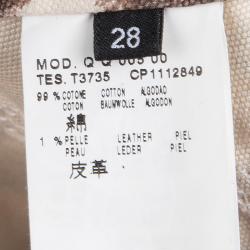 28
MOD. Q Q 005 00
TES. T3735 CP1112849
99 % COTONE COTTON ALGODAO
COTON BAUMWOLLE ALGODON
綿
1 % PELLE LEATHER PIEL
PEAU LEDER PIEL
皮革